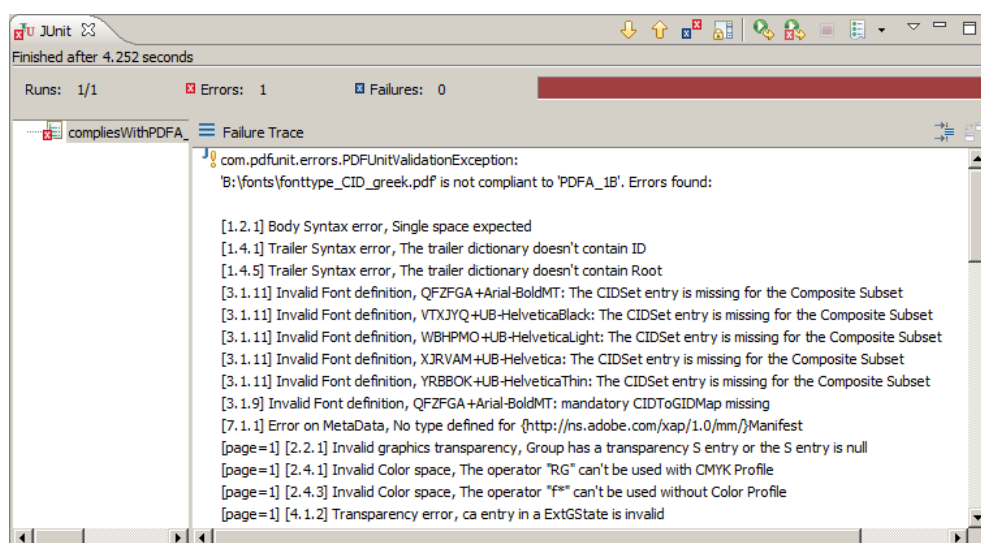 JUnit
Finished after 4.252 seconds
Runs: 1/1 Errors: 1 Failures: 0
compliesWithPDFA_
Failure Trace
com.pdfunit.errors.PDFUnitValidationException:
'B:\fonts\fonttype_CID_greek.pdf' is not compliant to 'PDFA_1B'. Errors found:
[1.2.1] Body Syntax error, Single space expected
[1.4.1] Trailer Syntax error, The trailer dictionary doesn't contain ID
[1.4.5] Trailer Syntax error, The trailer dictionary doesn't contain Root
[3.1.11] Invalid Font definition, QFZFGA+Arial-BoldMT: The CIDSet entry is missing for the Composite Subset
[3.1.11] Invalid Font definition, VTXJYQ+UB-HelveticaBlack: The CIDSet entry is missing for the Composite Subset
[3.1.11] Invalid Font definition, WBHPMO+UB-HelveticaLight: The CIDSet entry is missing for the Composite Subset
[3.1.11] Invalid Font definition, XJRVAM+UB-Helvetica: The CIDSet entry is missing for the Composite Subset
[3.1.11] Invalid Font definition, YRBBOK+UB-HelveticaThin: The CIDSet entry is missing for the Composite Subset
[3.1.9] Invalid Font definition, QFZFGA+Arial-BoldMT: mandatory CIDToGIDMap missing
[7.1.1] Error on MetaData, No type defined for {http://ns.adobe.com/xap/1.0/mm/}Manifest
[page=1] [2.2.1] Invalid graphics transparency, Group has a transparency S entry or the S entry is null
[page=1] [2.4.1] Invalid Color space, The operator "RG" can't be used with CMYK Profile
[page=1] [2.4.3] Invalid Color space, The operator "f*" can't be used without Color Profile
[page=1] [4.1.2] Transparency error, ca entry in a ExtGState is invalid